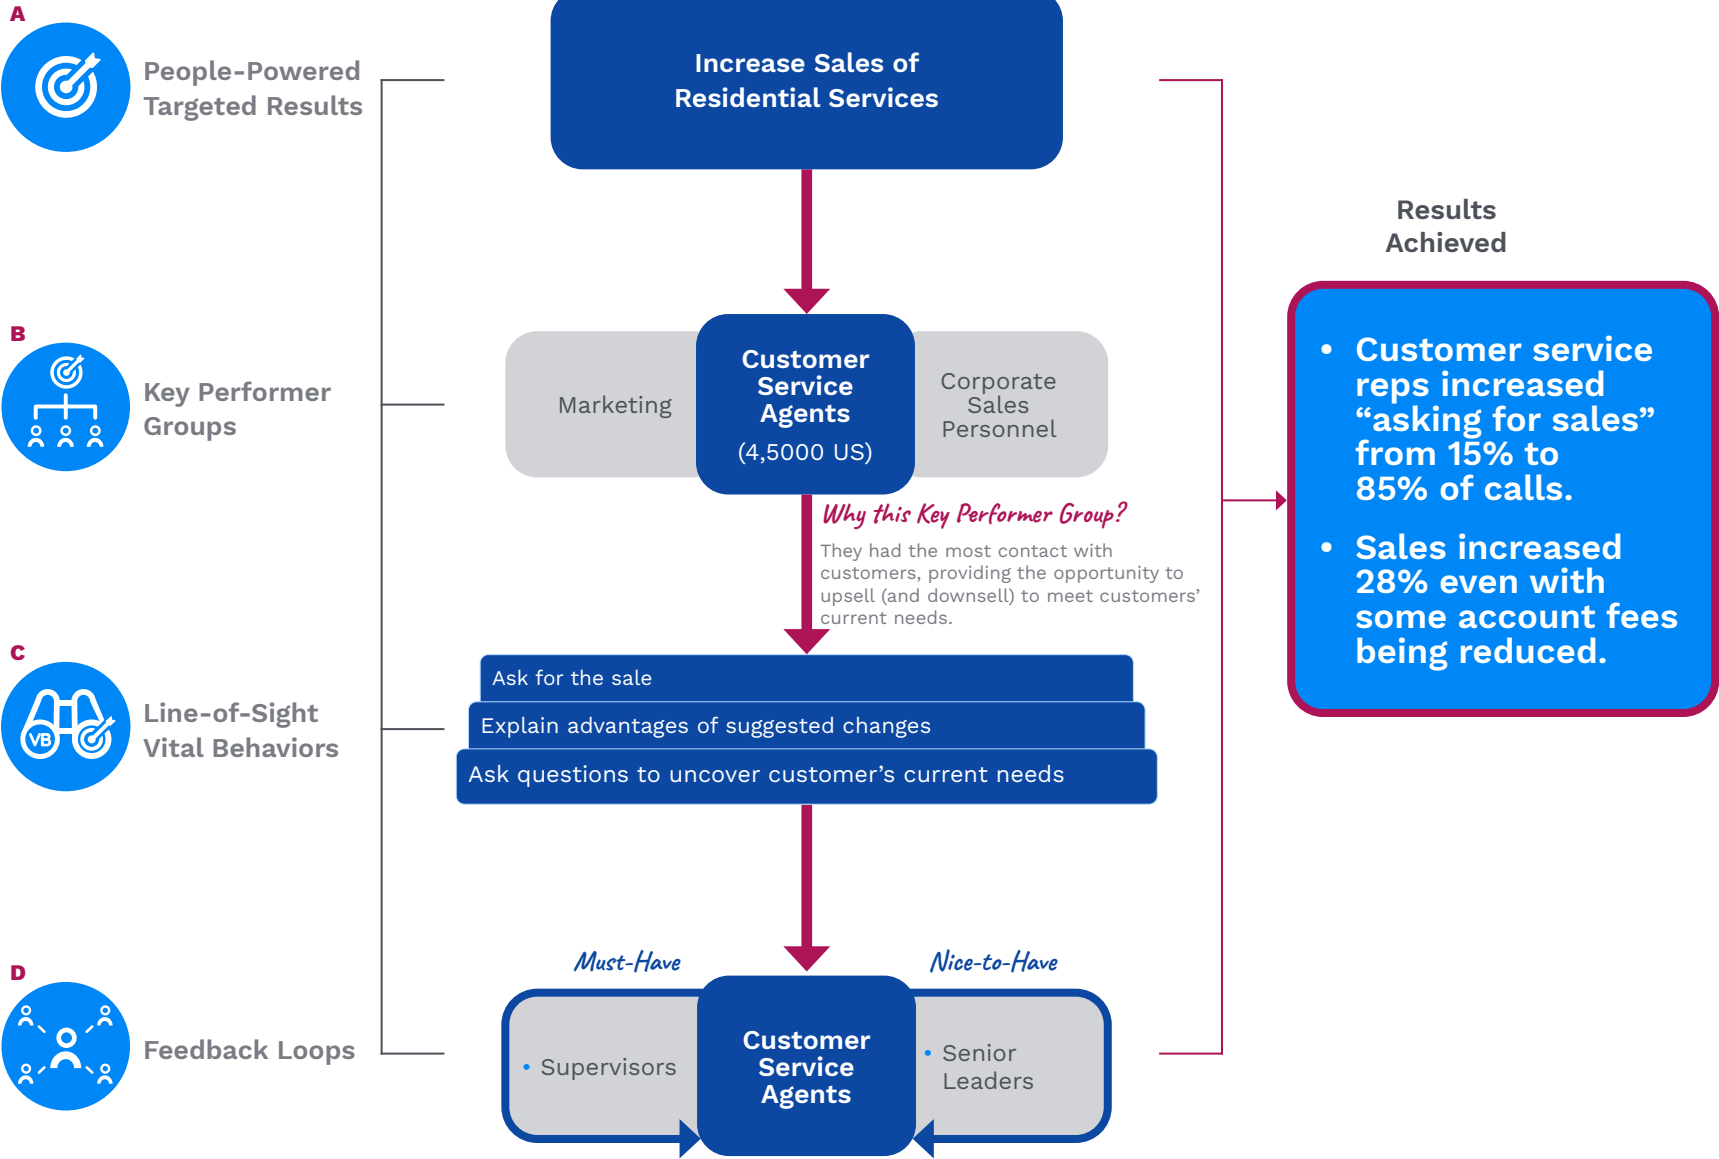 A
People-Powered
Targeted Results
Increase Sales of
Residential Services
B
Key Performer
Groups
Marketing
Customer
Service
Agents
(4,5000 US)
Corporate
Sales
Personnel
Why this Key Performer Group?
They had the most contact with
customers, providing the opportunity to
upsell (and downsell) to meet customers’
current needs.
C
VB
Line-of-Sight
Vital Behaviors
Ask for the sale
Explain advantages of suggested changes
Ask questions to uncover customer’s current needs
D
Feedback Loops
Must-Have
• Supervisors
Customer
Service
Agents
Nice-to-Have
• Senior
Leaders
Results
Achieved
• Customer service
reps increased
“asking for sales”
from 15% to
85% of calls.
• Sales increased
28% even with
some account fees
being reduced.